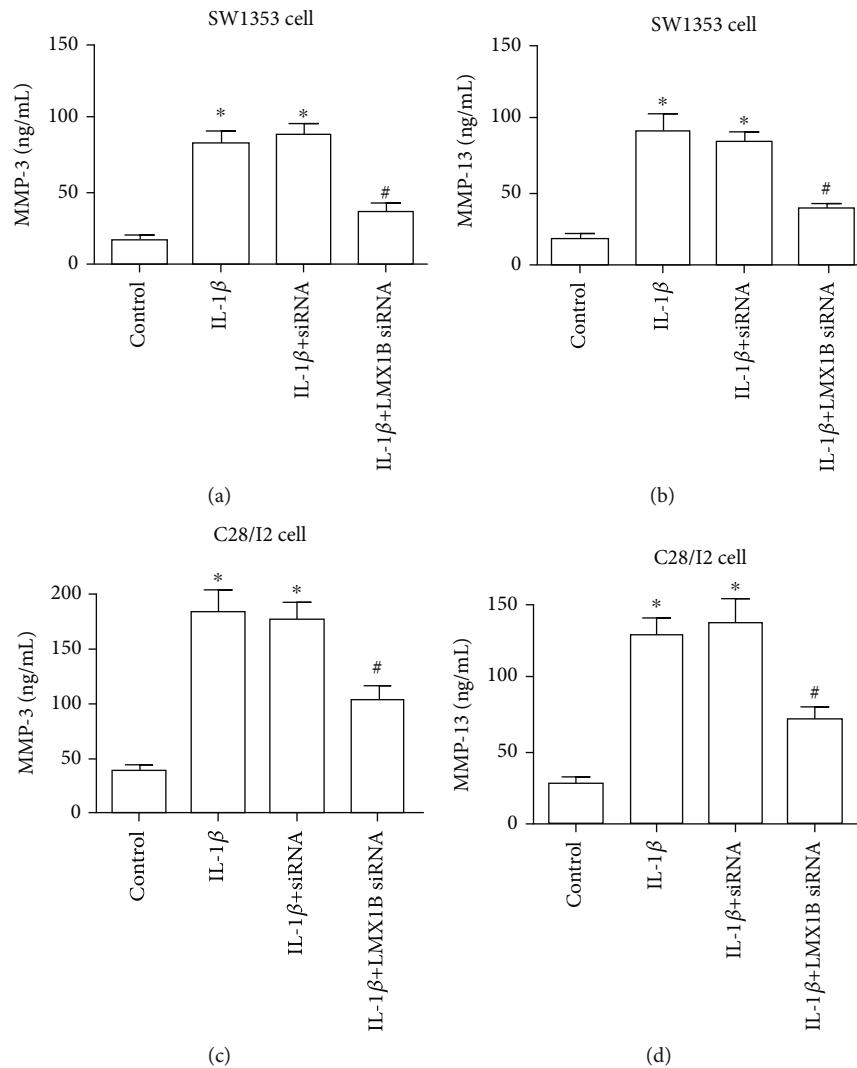 SW1353 cell
MMP-3 (ng/mL)
150
100
50
0
*
*
#
Control
IL-1β
IL-1β+siRNA
IL-1β+LMX1B siRNA
(a)
SW1353 cell
MMP-13 (ng/mL)
150
100
50
0
*
*
#
Control
IL-1β
IL-1β+siRNA
IL-1β+LMX1B siRNA
(b)
C28/I2 cell
MMP-3 (ng/mL)
200
150
100
50
0
*
*
#
Control
IL-1β
IL-1β+siRNA
IL-1β+LMX1B siRNA
(c)
C28/I2 cell
MMP-13 (ng/mL)
150
100
50
0
*
*
#
Control
IL-1β
IL-1β+siRNA
IL-1β+LMX1B siRNA
(d)